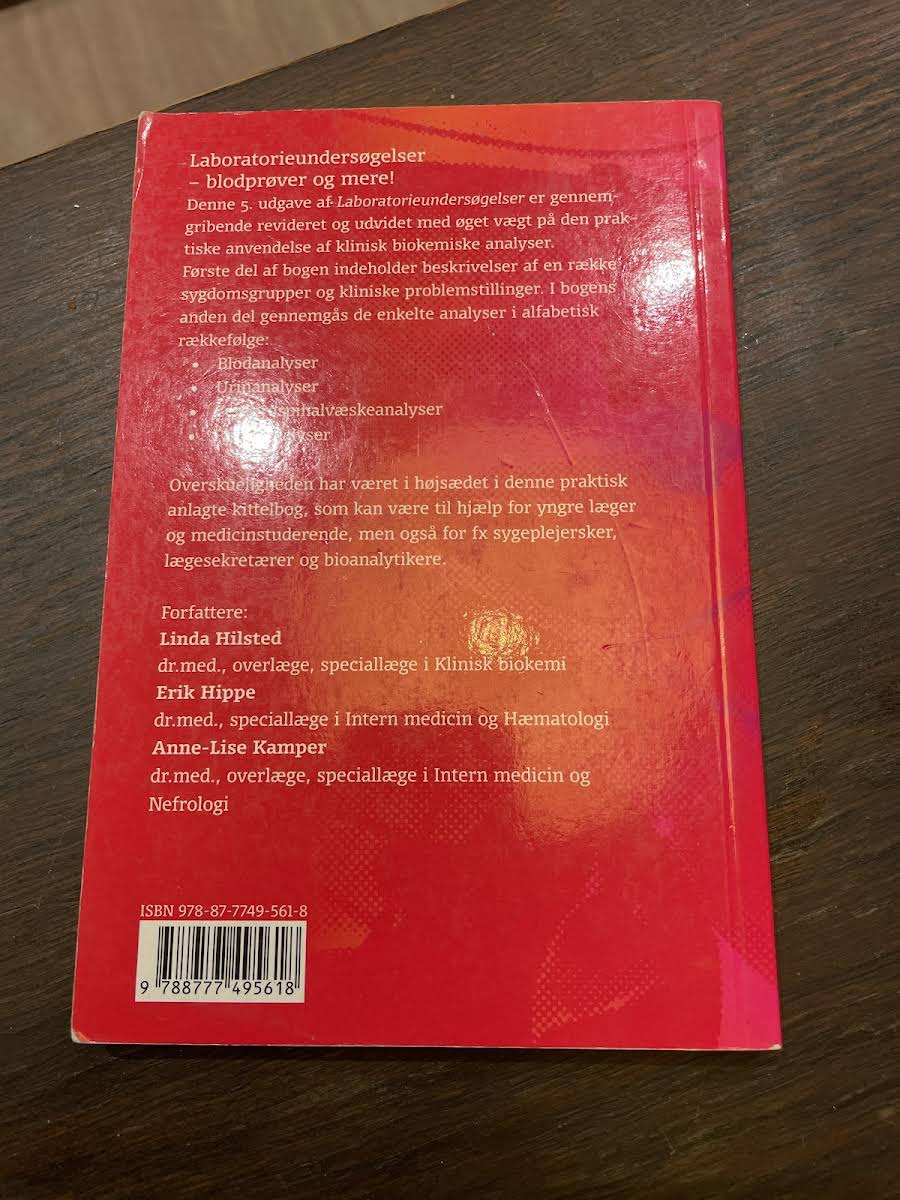 Laboratorieundersøgelser
– blodprøver og mere!
Denne 5. udgave af Laboratorieundersøgelser er gennem-
gribende revideret og udvidet med øget vægt på den prak-
tiske anvendelse af klinisk biokemiske analyser.
Første del af bogen indeholder beskrivelser af en række
sygdomsgrupper og kliniske problemstillinger. I bogens
anden del gennemgås de enkelte analyser i alfabetisk
rækkefølge:
• Blodanalyser
• Urinanalyser
•
•
Overskueligheden har været i højsædet i denne praktisk
anlagte kittelbog, som kan være til hjælp for yngre læger
og medicinstuderende, men også for fx sygeplejersker,
lægesekretærer og bioanalytikere.
Forfattere:
Linda Hilsted
dr.med., overlæge, speciallæge i Klinisk biokemi
Erik Hippe
dr.med., speciallæge i Intern medicin og Hæmatologi
Anne-Lise Kamper
dr.med., overlæge, speciallæge i Intern medicin og
Nefrologi
ISBN 978-87-7749-561-8
9 788777 495618